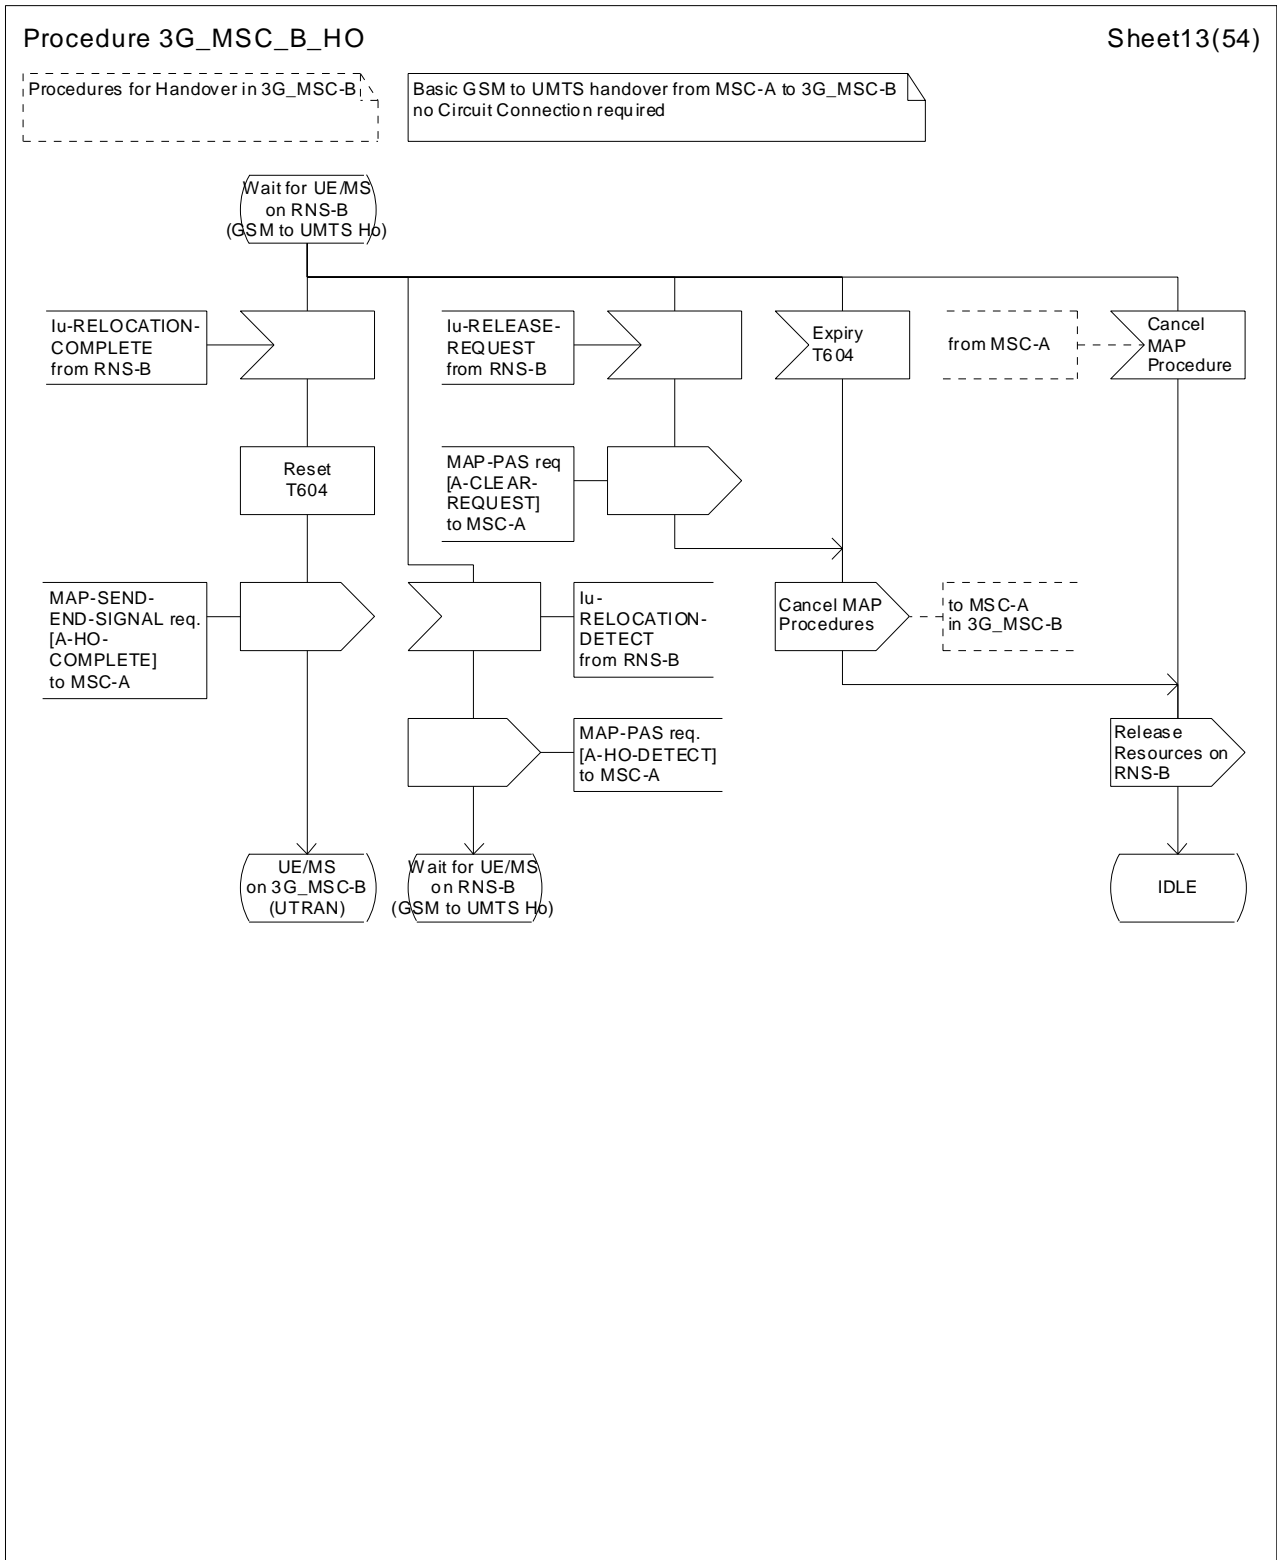 Procedure 3G_MSC_B_HO
Sheet13(54)
Procedures for Handover in 3G_MSC-B
Basic GSM to UMTS handover from MSC-A to 3G_MSC-B
no Circuit Connection required
Wait for UE/MS
on RNS-B
(GSM to UMTS Ho)
Iu-RELOCATION-
COMPLETE
from RNS-B
Iu-RELEASE-
REQUEST
from RNS-B
Expiry
T604
from MSC-A
Cancel
MAP
Procedure
Reset
T604
MAP-PAS req
[A-CLEAR-
REQUEST]
to MSC-A
MAP-SEND-
END-SIGNAL req.
[A-HO-
COMPLETE]
to MSC-A
Iu-
RELOCATION-
DETECT
from RNS-B
Cancel MAP
Procedures
to MSC-A
in 3G_MSC-B
MAP-PAS req.
[A-HO-DETECT]
to MSC-A
Release
Resources on
RNS-B
UE/MS
on 3G_MSC-B
(UTRAN)
Wait for UE/MS
on RNS-B
(GSM to UMTS Ho)
IDLE